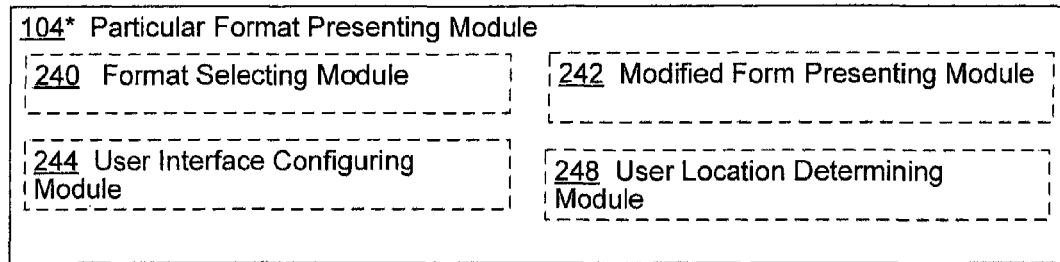 104* Particular Format Presenting Module
240 Format Selecting Module
242 Modified Form Presenting Module
244 User Interface Configuring
Module
248 User Location Determining
Module